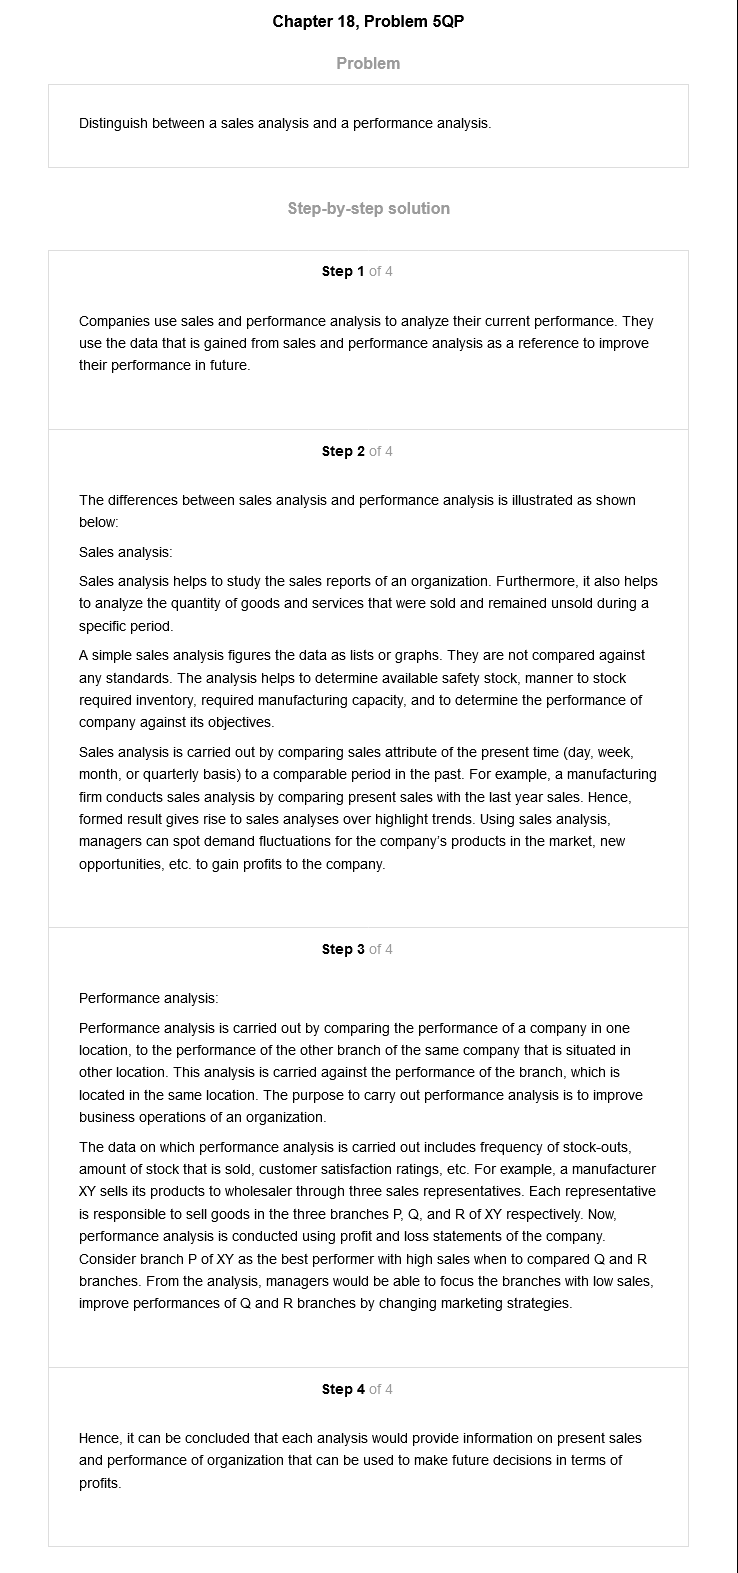 Chapter 18, Problem 5QP
Problem
Distinguish between a sales analysis and a performance analysis.
Step-by-step solution
Step 1 of 4
Companies use sales and performance analysis to analyze their current performance. They
use the data that is gained from sales and performance analysis as a reference to improve
their performance in future.
Step 2 of 4
The differences between sales analysis and performance analysis is illustrated as shown
below:
Sales analysis:
Sales analysis helps to study the sales reports of an organization. Furthermore, it also helps
to analyze the quantity of goods and services that were sold and remained unsold during a
specific period.
A simple sales analysis figures the data as lists or graphs. They are not compared against
any standards. The analysis helps to determine available safety stock, manner to stock
required inventory, required manufacturing capacity, and to determine the performance of
company against its objectives.
Sales analysis is carried out by comparing sales attribute of the present time (day, week,
month, or quarterly basis) to a comparable period in the past. For example, a manufacturing
firm conducts sales analysis by comparing present sales with the last year sales. Hence,
formed result gives rise to sales analyses over highlight trends. Using sales analysis,
managers can spot demand fluctuations for the company's products in the market, new
opportunities, etc. to gain profits to the company.
Step 3 of 4
Performance analysis:
Performance analysis is carried out by comparing the performance of a company in one
location, to the performance of the other branch of the same company that is situated in
other location. This analysis is carried against the performance of the branch, which is
located in the same location. The purpose to carry out performance analysis is to improve
business operations of an organization.
The data on which performance analysis is carried out includes frequency of stock-outs,
amount of stock that is sold, customer satisfaction ratings, etc. For example, a manufacturer
XY sells its products to wholesaler through three sales representatives. Each representative
is responsible to sell goods in the three branches P, Q, and R of XY respectively. Now,
performance analysis is conducted using profit and loss statements of the company.
Consider branch P of XY as the best performer with high sales when to compared Q and R
branches. From the analysis, managers would be able to focus the branches with low sales,
improve performances of Q and R branches by changing marketing strategies.
Step 4 of 4
Hence, it can be concluded that each analysis would provide information on present sales
and performance of organization that can be used to make future decisions in terms of
profits.